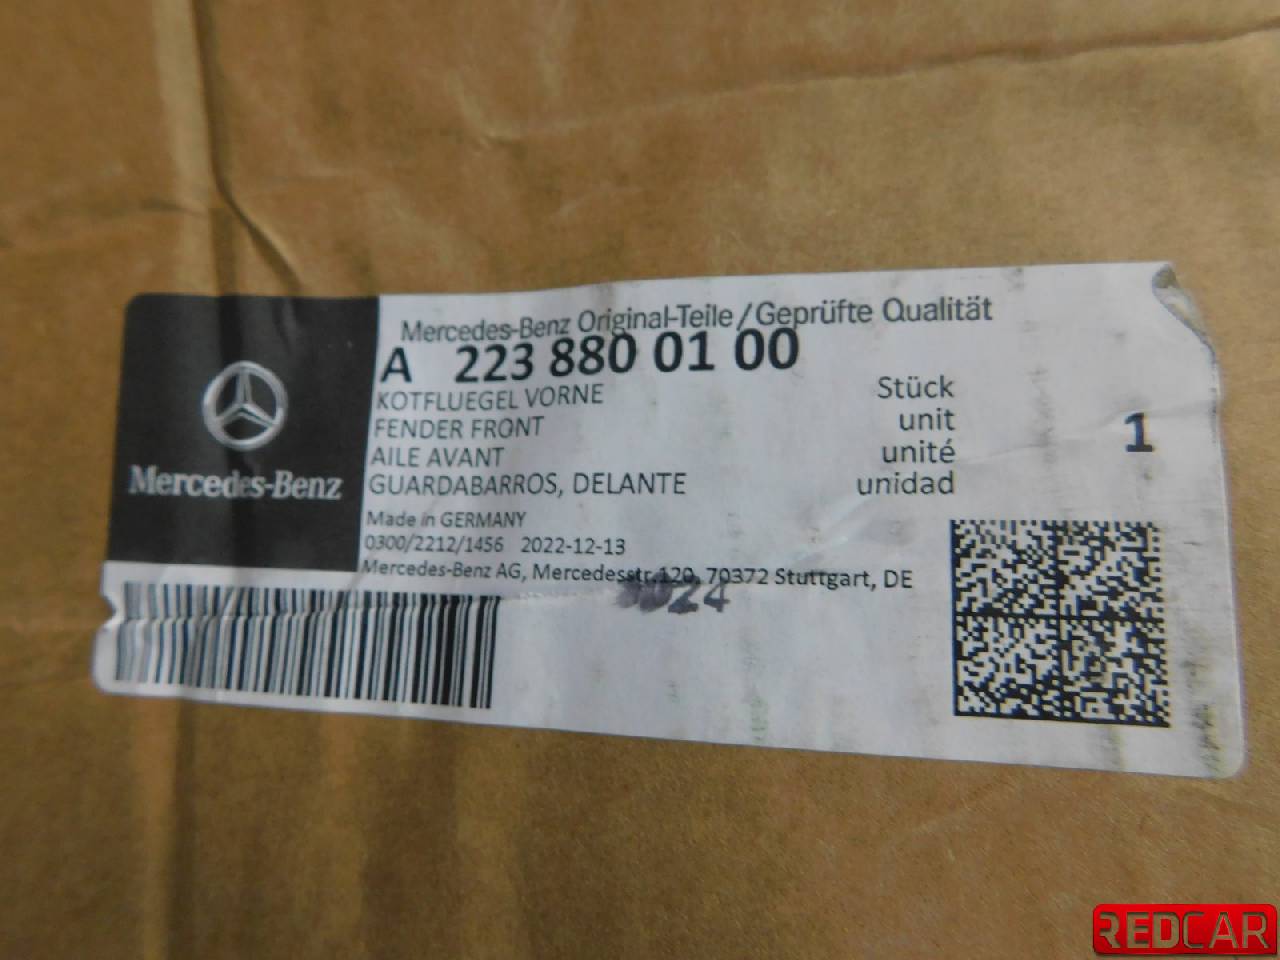 Mercedes-Benz Original-Teile/Geprüfte Qualität
A 223 880 01 00
KOTFLUEGEL VORNE Stück
FENDER FRONT unit
AILE AVANT unité
GUARDABARROS, DELANTE unidad
1
Mercedes-Benz
Made in GERMANY
0300/2212/1456 2022-12-13
Mercedes-Benz AG, Mercedesstr.120, 70372 Stuttgart, DE
REDCAR